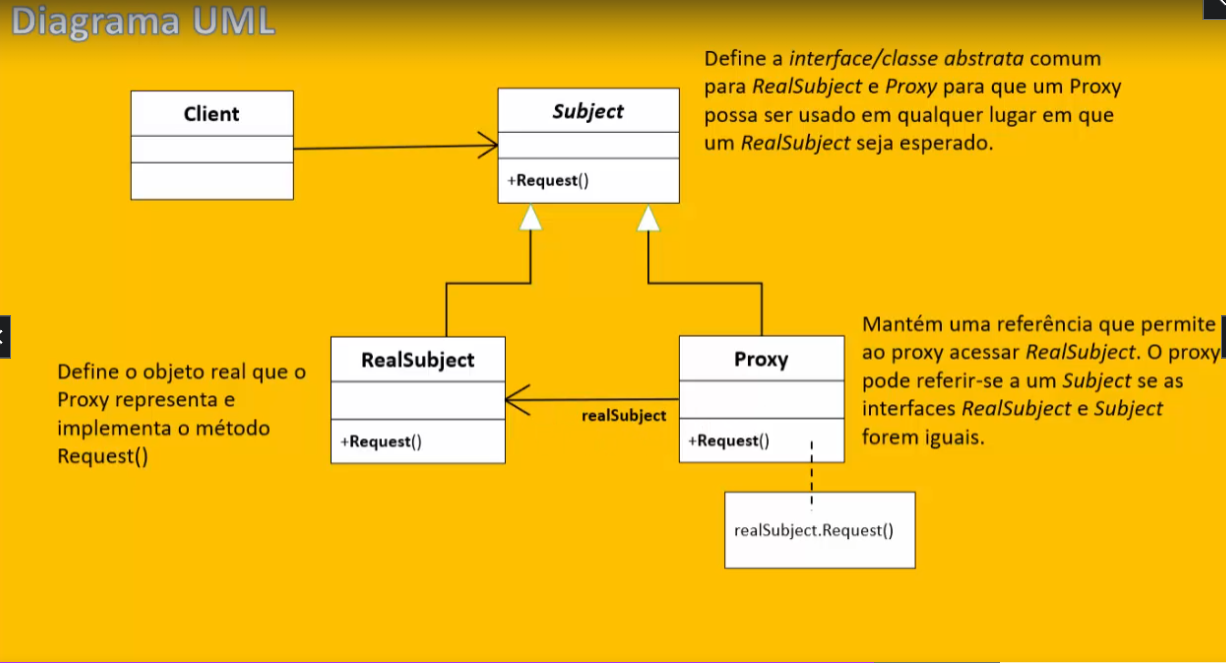 Diagrama UML
Define a interface/classe abstrata comum
para RealSubject e Proxy para que um Proxy
possa ser usado em qualquer lugar em que
um RealSubject seja esperado.
Client
Subject
+Request()
Mantém uma referência que permite
ao proxy acessar RealSubject. O proxy
pode referir-se a um Subject se as
interfaces RealSubject e Subject
forem iguais.
Define o objeto real que o
Proxy representa e
implementa o método
Request()
RealSubject
+Request()
realSubject
Proxy
+Request()
realSubject.Request()